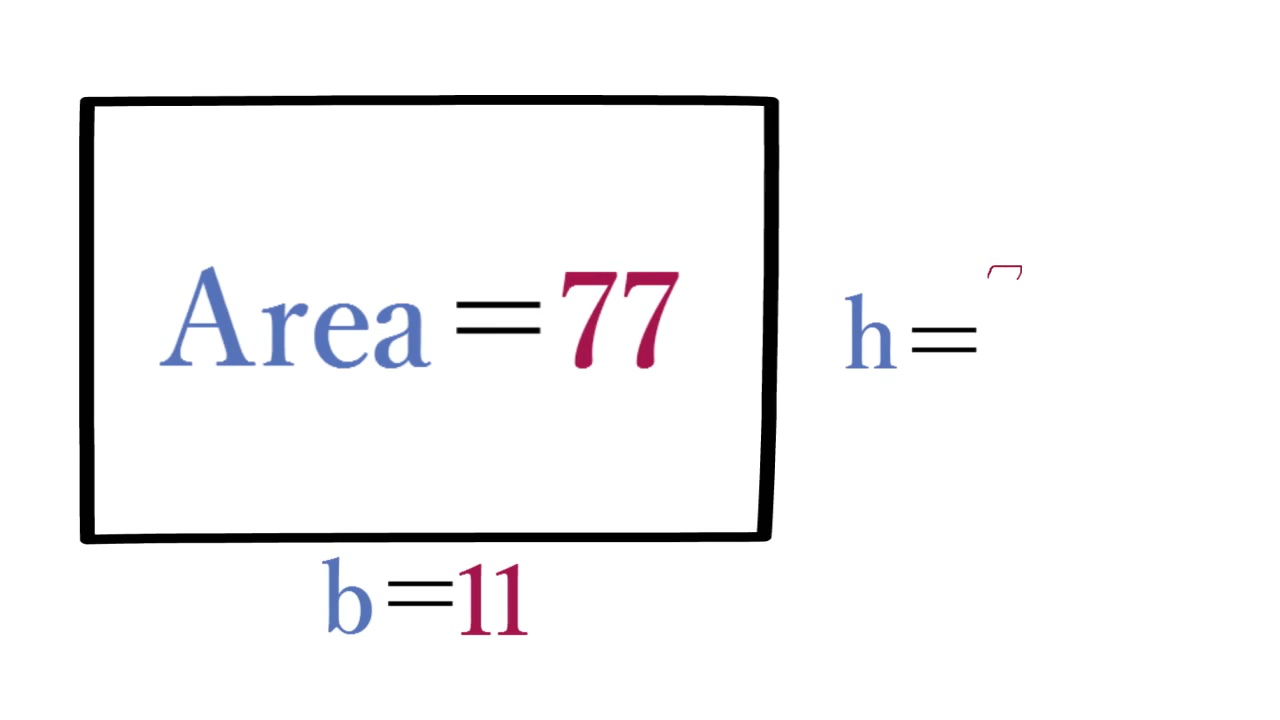 Area = 77
h =
b = 11